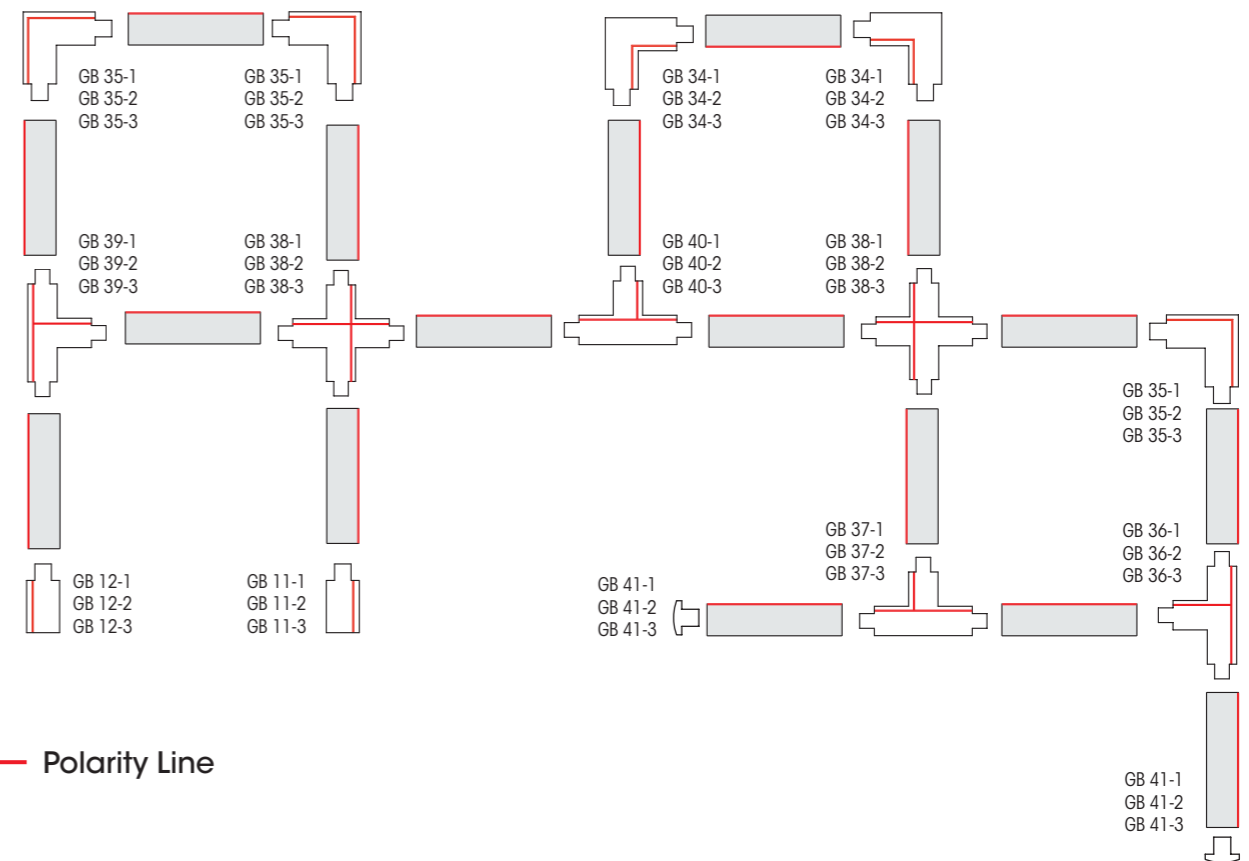 GB 35-1
GB 35-2
GB 35-3
GB 35-1
GB 35-2
GB 35-3
GB 34-1
GB 34-2
GB 34-3
GB 34-1
GB 34-2
GB 34-3
GB 39-1
GB 39-2
GB 39-3
GB 38-1
GB 38-2
GB 38-3
GB 40-1
GB 40-2
GB 40-3
GB 38-1
GB 38-2
GB 38-3
GB 35-1
GB 35-2
GB 35-3
GB 12-1
GB 12-2
GB 12-3
GB 11-1
GB 11-2
GB 11-3
GB 41-1
GB 41-2
GB 41-3
GB 37-1
GB 37-2
GB 37-3
GB 36-1
GB 36-2
GB 36-3
Polarity Line
GB 41-1
GB 41-2
GB 41-3